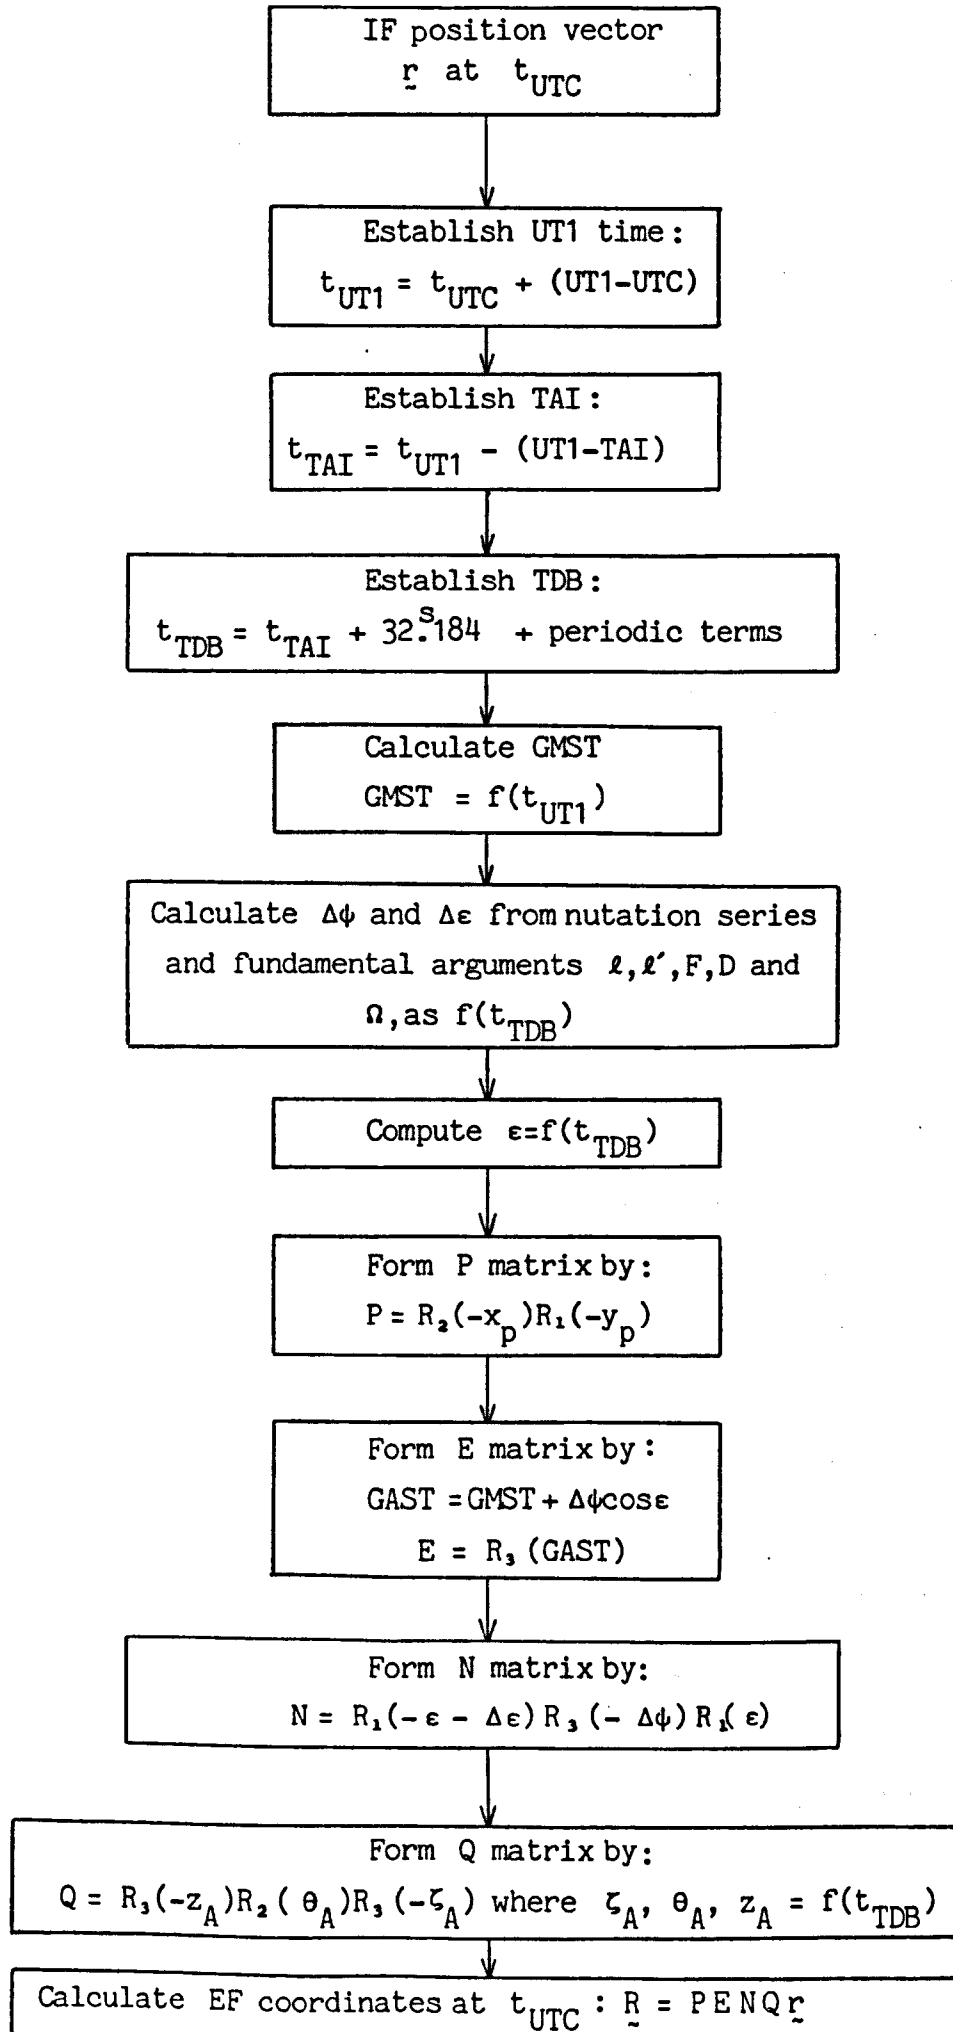 IF position vector
r at t_UTC
Establish UT1 time:
t_UT1 = t_UTC + (UT1-UTC)
Establish TAI:
t_TAI = t_UT1 - (UT1-TAI)
Establish TDB:
t_TDB = t_TAI + 32ˢ.184 + periodic terms
Calculate GMST
GMST = f(t_UT1)
Calculate Δψ and Δε from nutation series
and fundamental arguments ℓ,ℓ′,F,D and
Ω,as f(t_TDB)
Compute ε=f(t_TDB)
Form P matrix by:
P = R₂(-x_p)R₁(-y_p)
Form E matrix by:
GAST = GMST + Δψcosε
E = R₃ (GAST)
Form N matrix by:
N = R₁(-ε - Δε) R₃ (- Δψ) R₁( ε)
Form Q matrix by:
Q = R₃(-z_A)R₂( θ_A)R₃(-ζ_A) where ζ_A, θ_A, z_A = f(t_TDB)
Calculate EF coordinates at t_UTC : R = PENQr